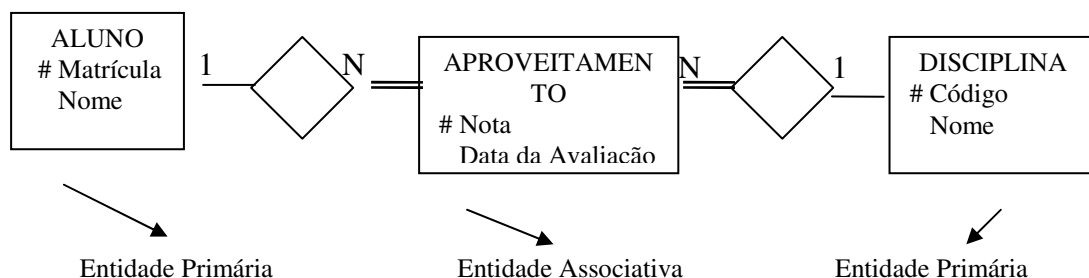 ALUNO
# Matrícula
Nome
1
N
APROVEITAMEN
TO
# Nota
Data da Avaliação
N
1
DISCIPLINA
# Código
Nome
Entidade Primária
Entidade Associativa
Entidade Primária